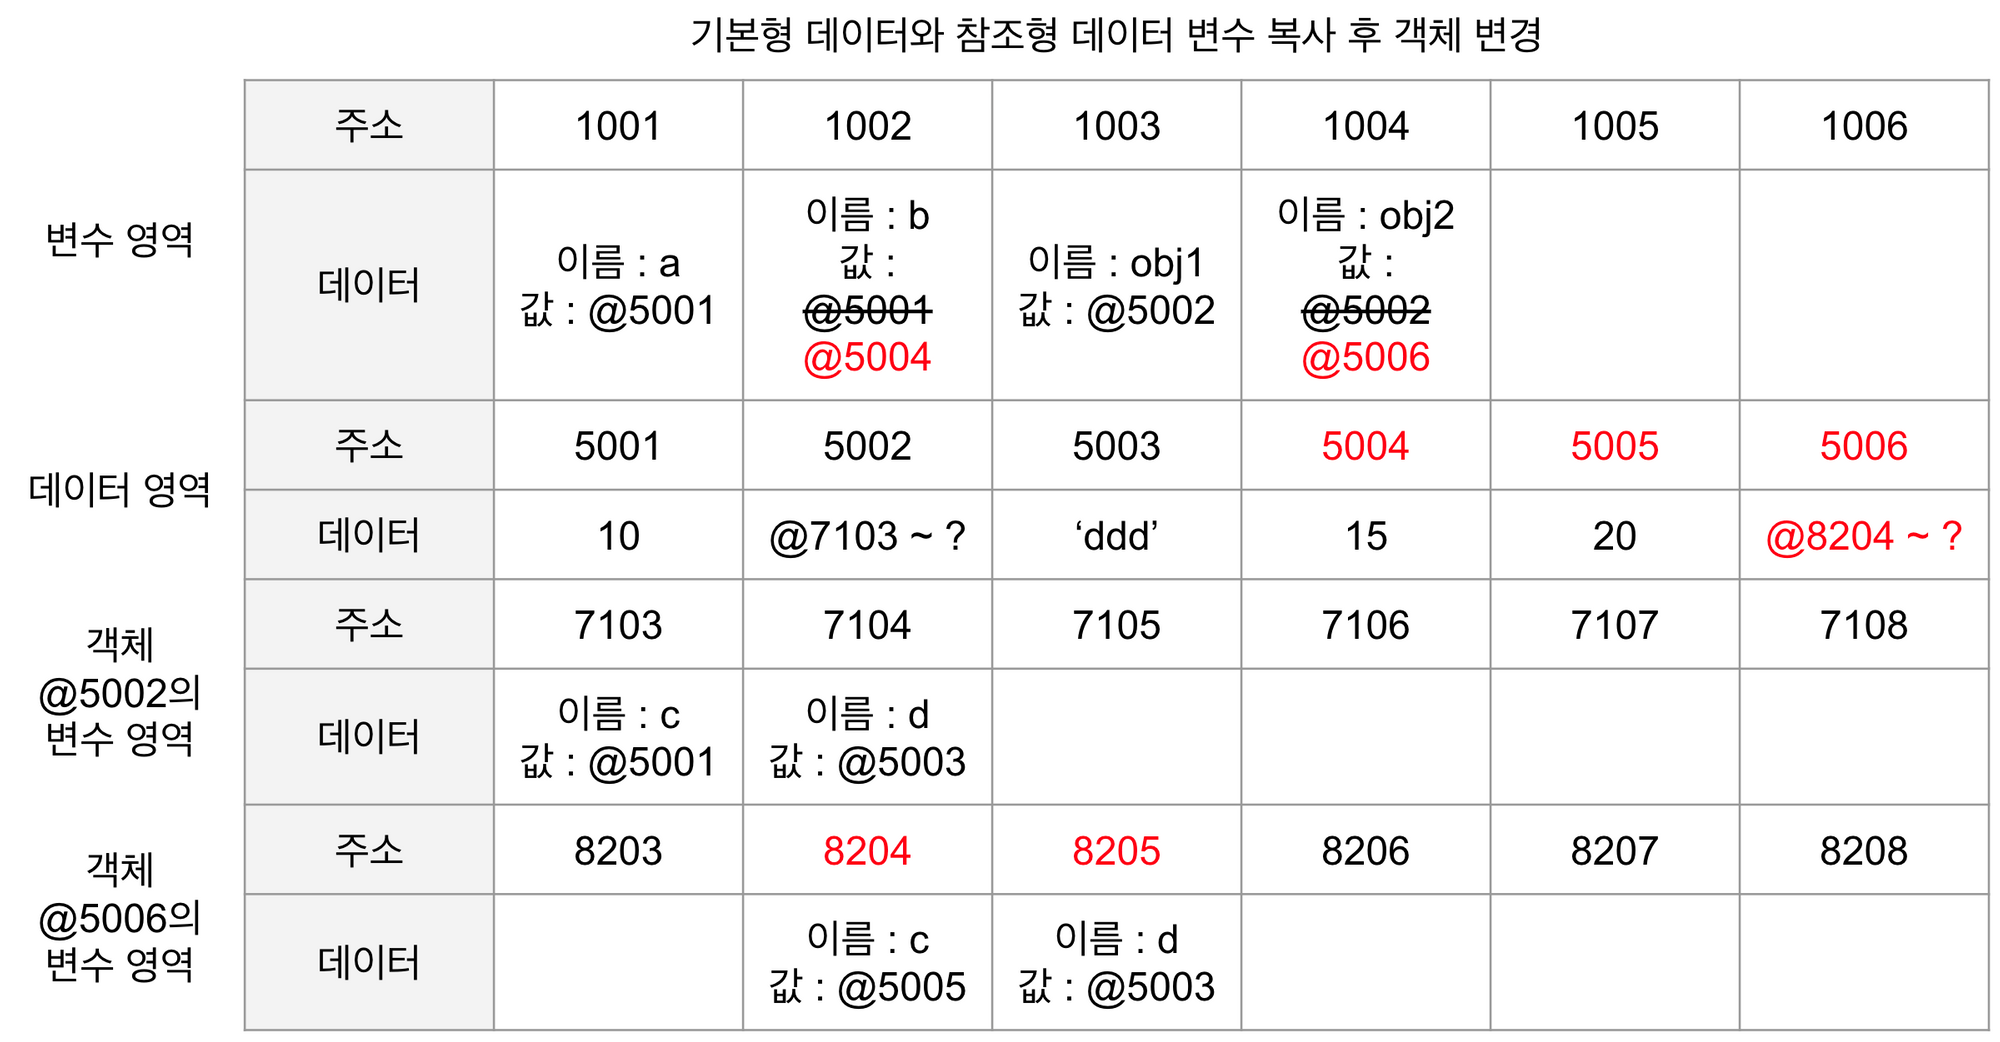 기본형 데이터와 참조형 데이터 변수 복사 후 객체 변경
변수 영역
주소
1001
1002
1003
1004
1005
1006
데이터
이름 : a
값 : @5001
이름 : b
값 :
@5001
@5004
이름 : obj1
값 : @5002
이름 : obj2
값 :
@5002
@5006
데이터 영역
주소
5001
5002
5003
5004
5005
5006
데이터
10
@7103 ~ ?
‘ddd’
15
20
@8204 ~ ?
객체
@5002의
변수 영역
주소
7103
7104
7105
7106
7107
7108
데이터
이름 : c
값 : @5001
이름 : d
값 : @5003
객체
@5006의
변수 영역
주소
8203
8204
8205
8206
8207
8208
데이터
이름 : c
값 : @5005
이름 : d
값 : @5003